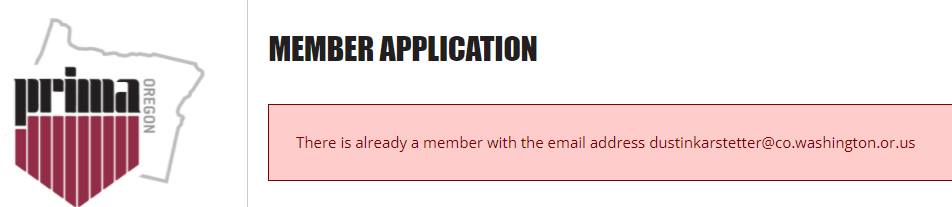 prima
OREGON
MEMBER APPLICATION
There is already a member with the email address dustinkarstetter@co.washington.or.us